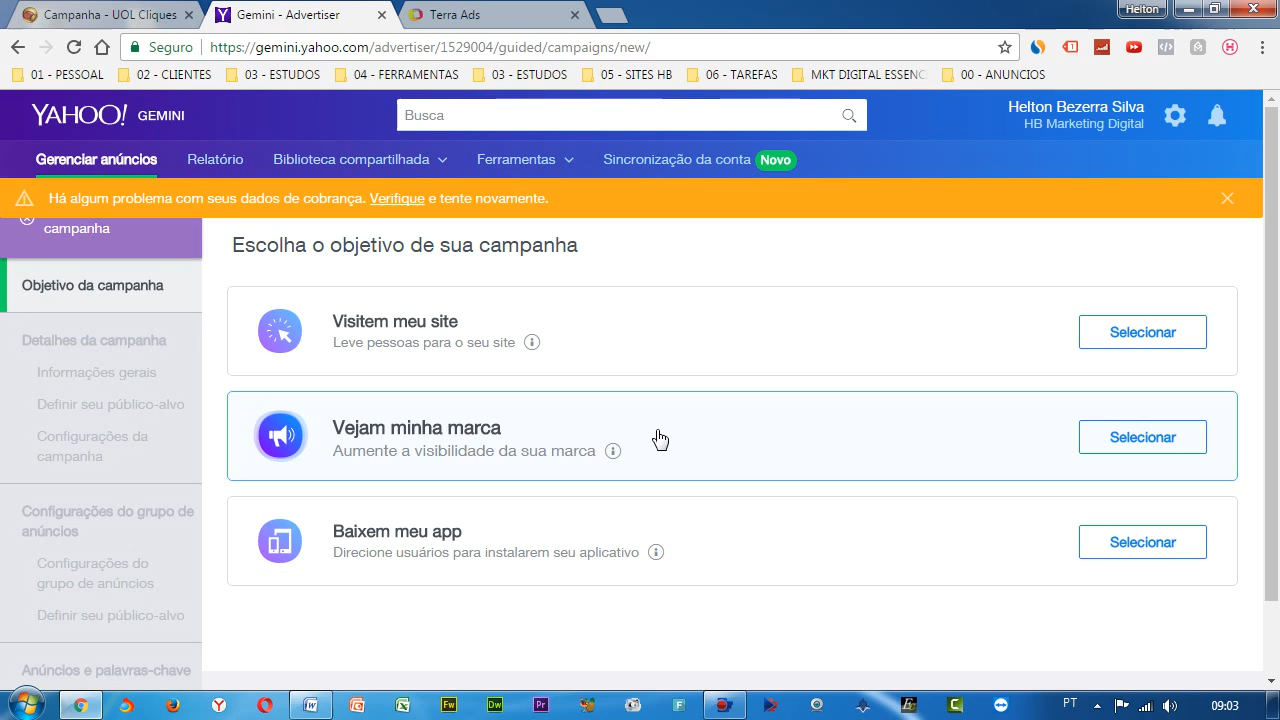 Campanha - UOL Cliques
Gemini - Advertiser
Terra Ads
Helton
Seguro
https://gemini.yahoo.com/advertiser/1529004/guided/campaigns/new/
01 - PESSOAL
02 - CLIENTES
03 - ESTUDOS
04 - FERRAMENTAS
03 - ESTUDOS
05 - SITES HB
06 - TAREFAS
MKT DIGITAL ESSENC
00 - ANUNCIOS
YAHOO! GEMINI
Busca
Helton Bezerra Silva
HB Marketing Digital
Gerenciar anúncios
Relatório
Biblioteca compartilhada
Ferramentas
Sincronização da conta Novo
Há algum problema com seus dados de cobrança. Verifique e tente novamente.
campanha
Objetivo da campanha
Detalhes da campanha
Informações gerais
Definir seu público-alvo
Configurações da
campanha
Configurações do grupo de
anúncios
Configurações do
grupo de anúncios
Definir seu público-alvo
Anúncios e palavras-chave
Escolha o objetivo de sua campanha
Visitem meu site
Leve pessoas para o seu site
Selecionar
Vejam minha marca
Aumente a visibilidade da sua marca
Selecionar
Baixem meu app
Direcione usuários para instalarem seu aplicativo
Selecionar
Fw
Dw
Pr
F
PT
09:03